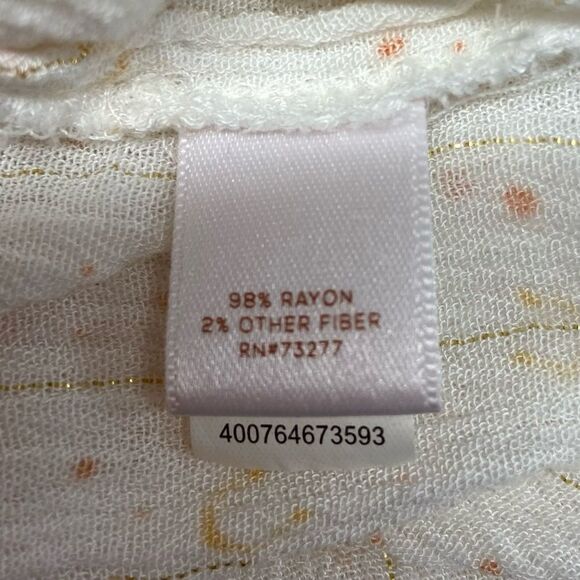 98% RAYON
2% OTHER FIBER
RN#73277
400764673593